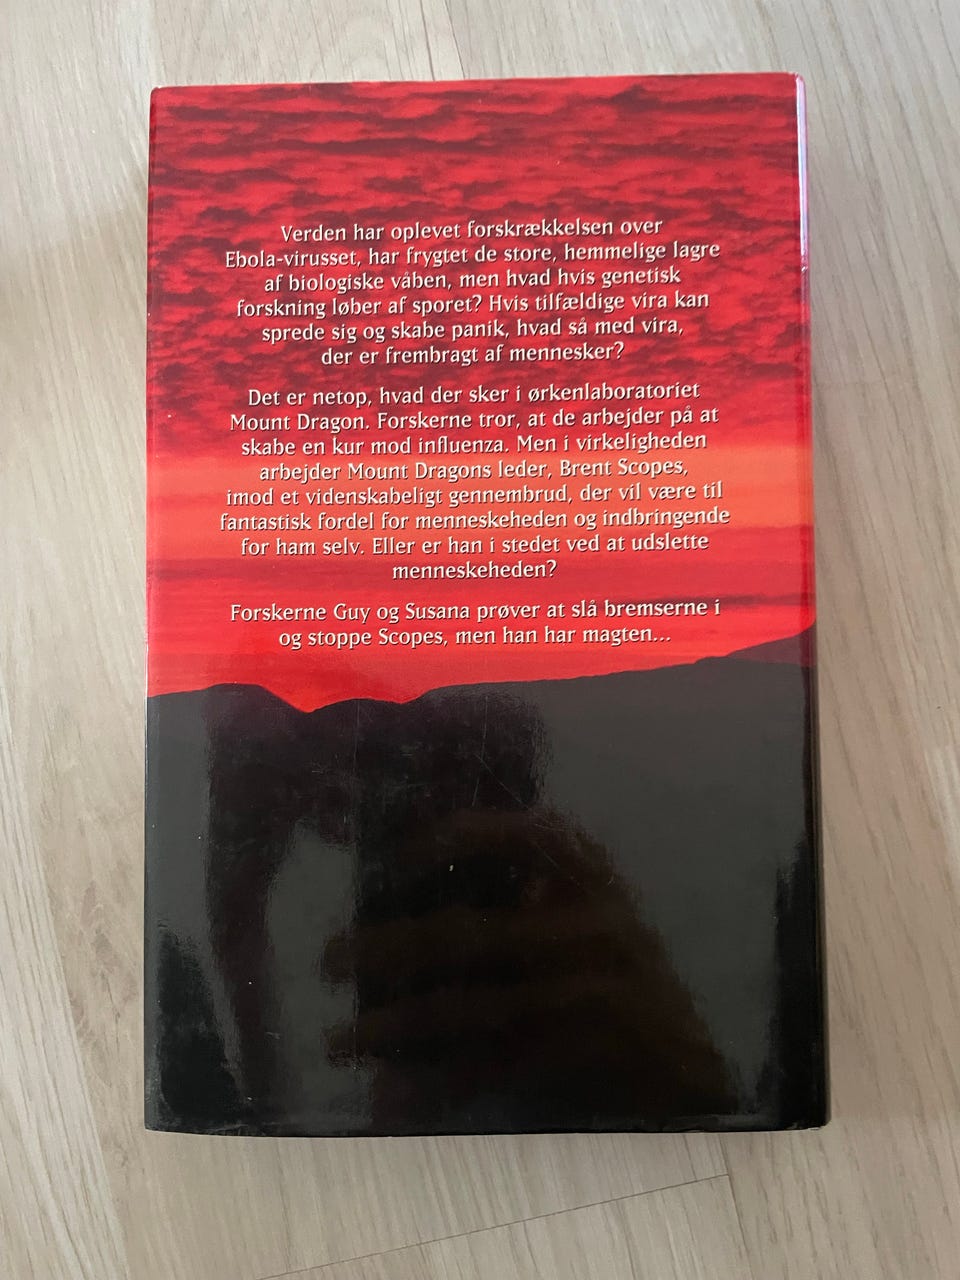 Verden har oplevet forskrækkelsen over
Ebola-virusset, har frygtet de store, hemmelige lagre
af biologiske våben, men hvad hvis genetisk
forskning løber af sporet? Hvis tilfældige vira kan
sprede sig og skabe panik, hvad så med vira,
der er frembragt af mennesker?
Det er netop, hvad der sker i ørkenlaboratoriet
Mount Dragon. Forskerne tror, at de arbejder på at
skabe en kur mod influenza. Men i virkeligheden
arbejder Mount Dragons leder, Brent Scopes,
imod et videnskabeligt gennembrud, der vil være til
fantastisk fordel for menneskeheden og indbringende
for ham selv. Eller er han i stedet ved at udslette
menneskeheden?
Forskerne Guy og Susana prøver at slå bremserne i
og stoppe Scopes, men han har magten...